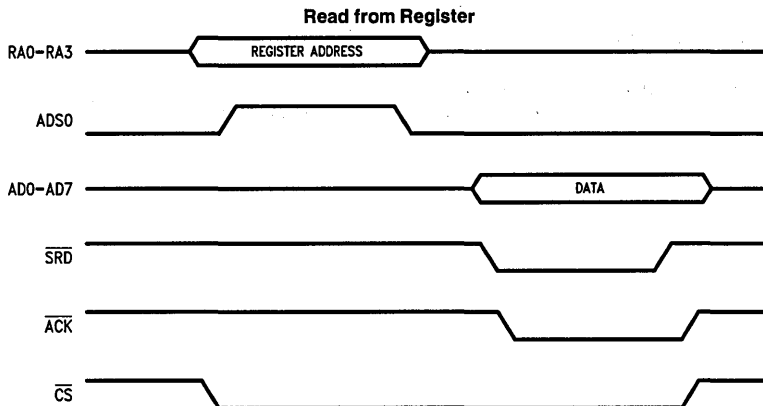 Read from Register
RA0-RA3
REGISTER ADDRESS
ADS0
AD0-AD7
DATA
SRD
ACK
CS